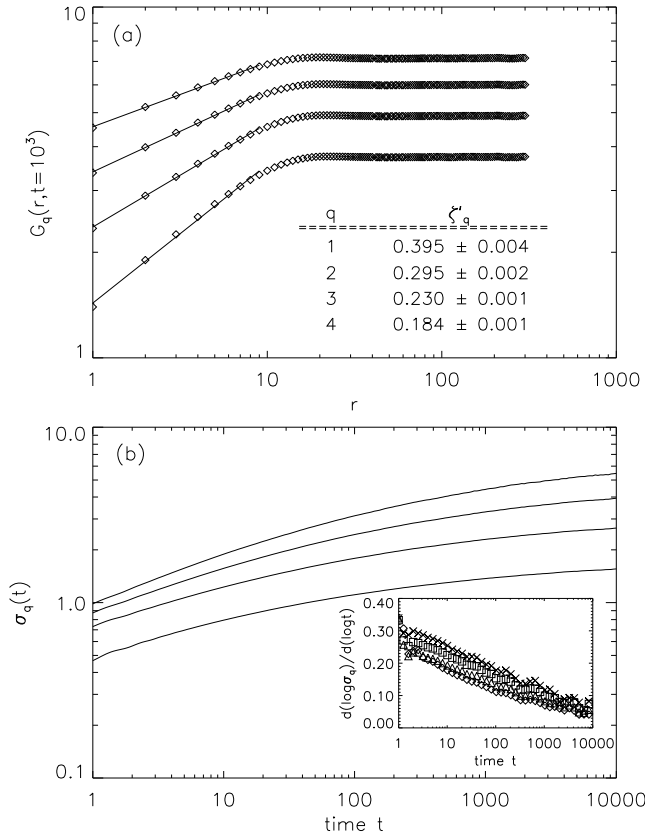 10
(a)
G_q(r,t=10^3)
q ζ'_q
1 0.395 ± 0.004
2 0.295 ± 0.002
3 0.230 ± 0.001
4 0.184 ± 0.001
1
1 10 100 1000
r
10.0
(b)
σ_q(t)
1.0
0.1
0.40
0.30
0.20
0.10
0.00
d(logσ_q)/d(logt)
1 10 100 1000 10000
time t
1 10 100 1000 10000
time t